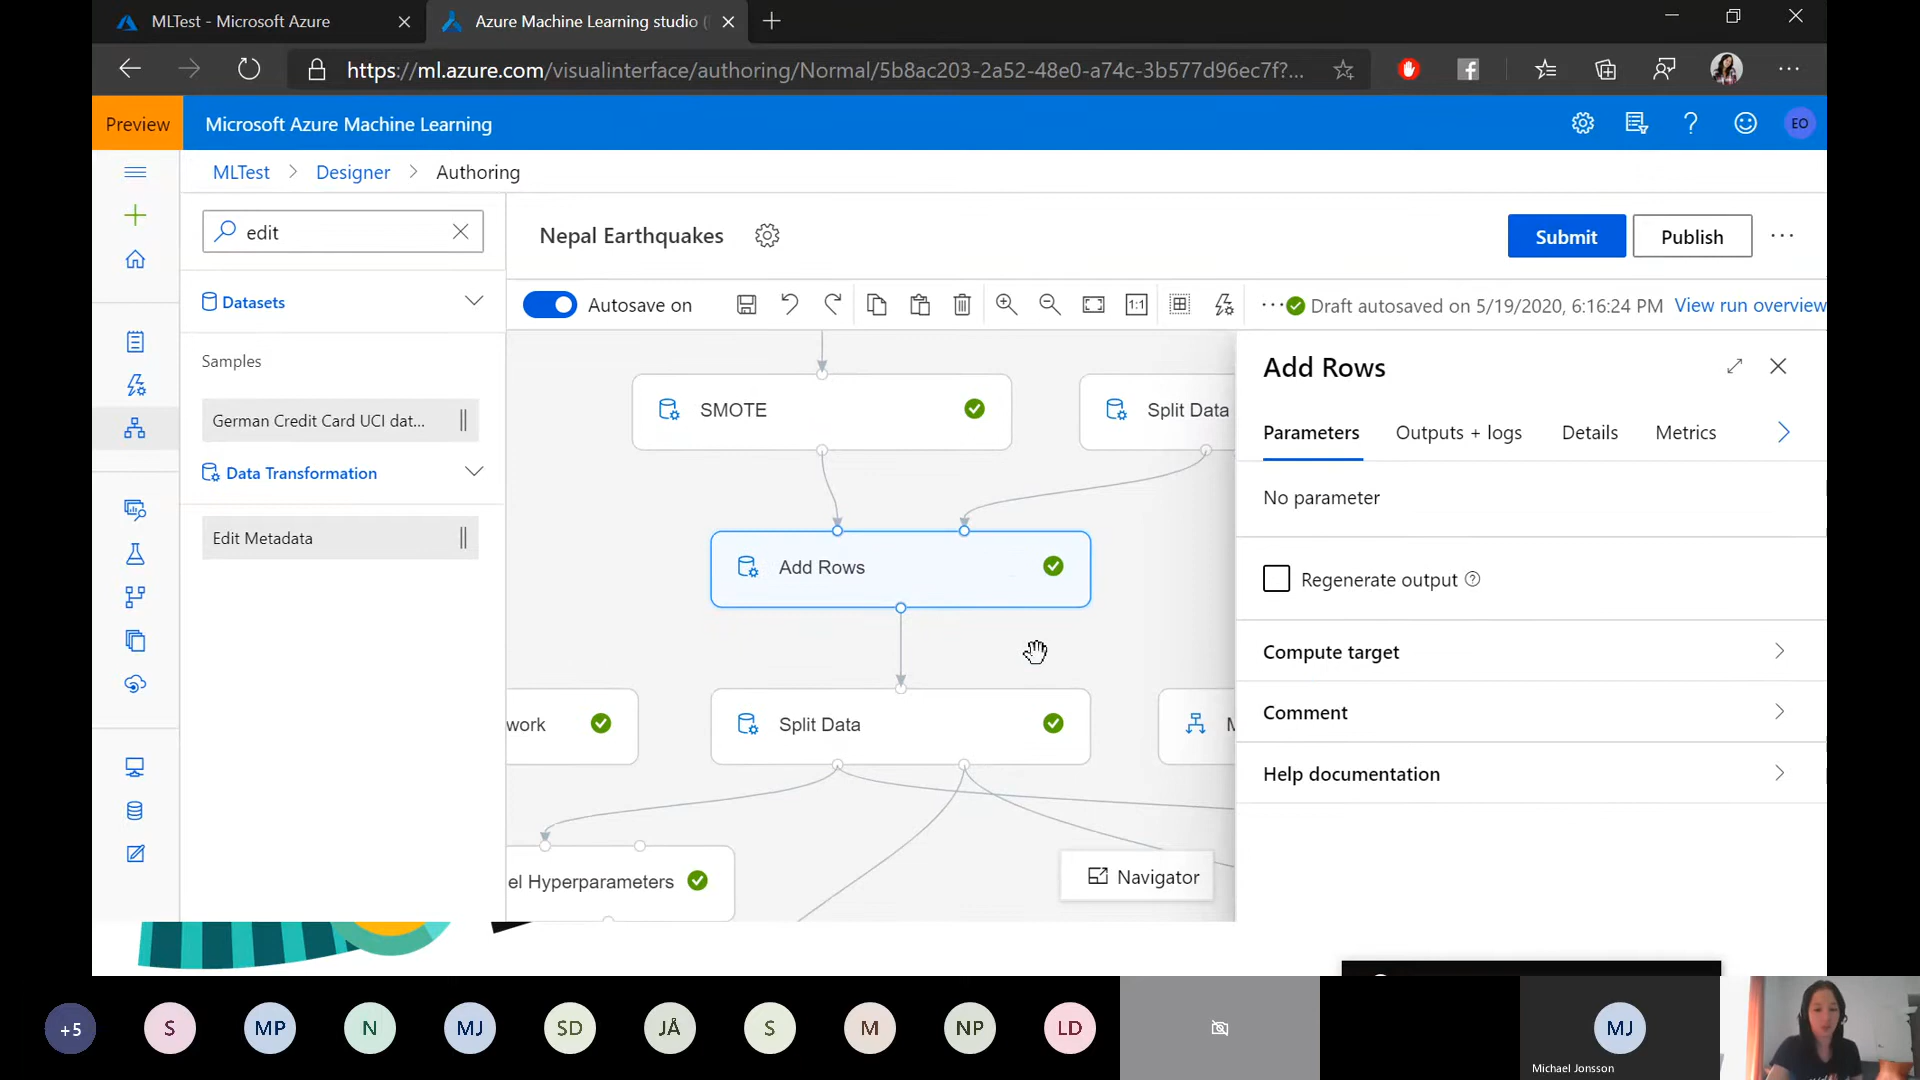 MLTest - Microsoft Azure
Azure Machine Learning studio (
https://ml.azure.com/visualinterface/authoring/Normal/5b8ac203-2a52-48e0-a74c-3b577d96ec7f?...
Preview
Microsoft Azure Machine Learning
EO
MLTest > Designer > Authoring
edit
Nepal Earthquakes
Submit
Publish
Datasets
Autosave on
1:1
Draft autosaved on 5/19/2020, 6:16:24 PM
View run overview
Samples
German Credit Card UCI dat...
Data Transformation
Edit Metadata
SMOTE
Split Data
Add Rows
work
Split Data
M
el Hyperparameters
Navigator
Add Rows
Parameters
Outputs + logs
Details
Metrics
No parameter
Regenerate output
Compute target
Comment
Help documentation
+5
S
MP
N
MJ
SD
JÅ
S
M
NP
LD
MJ
Michael Jonsson